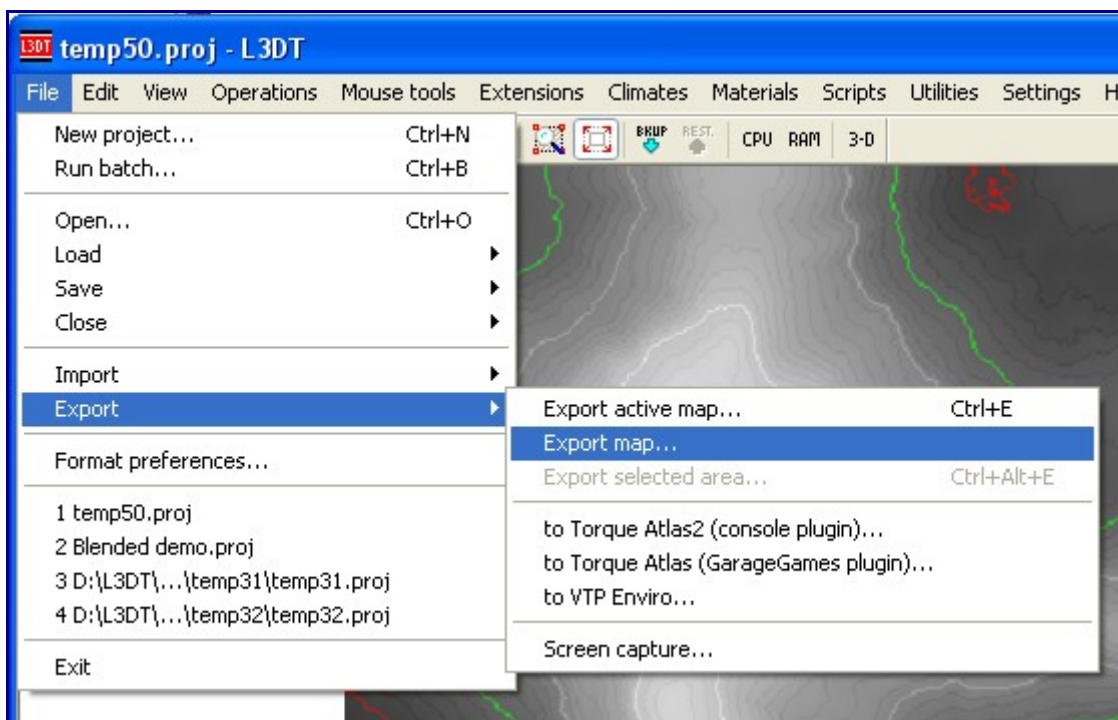 L3DT temp50.proj - L3DT
File Edit View Operations Mouse tools Extensions Climates Materials Scripts Utilities Settings H
BKUP REST. CPU RAM 3-D
New project... Ctrl+N
Run batch... Ctrl+B
Open... Ctrl+O
Load
Save
Close
Import
Export
Format preferences...
1 temp50.proj
2 Blended demo.proj
3 D:\L3DT\...\temp31\temp31.proj
4 D:\L3DT\...\temp32\temp32.proj
Exit
Export active map... Ctrl+E
Export map...
Export selected area... Ctrl+Alt+E
to Torque Atlas2 (console plugin)...
to Torque Atlas (GarageGames plugin)...
to VTP Enviro...
Screen capture...